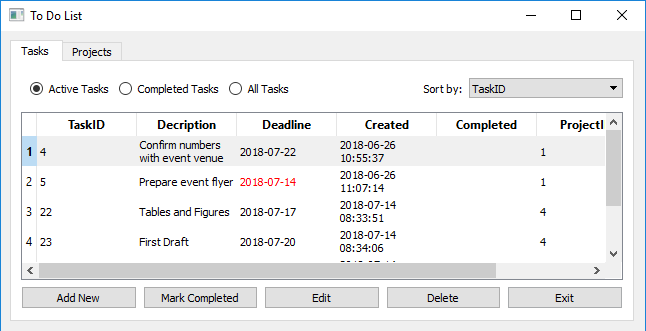 To Do List
Tasks Projects
Active Tasks Completed Tasks All Tasks Sort by: TaskID
TaskID Decription Deadline Created Completed ProjectI
1 4 Confirm numbers with event venue 2018-07-22 2018-06-26 10:55:37 1
2 5 Prepare event flyer 2018-07-14 2018-06-26 11:07:14 1
3 22 Tables and Figures 2018-07-17 2018-07-14 08:33:51 4
4 23 First Draft 2018-07-20 2018-07-14 08:34:06 4
Add New Mark Completed Edit Delete Exit